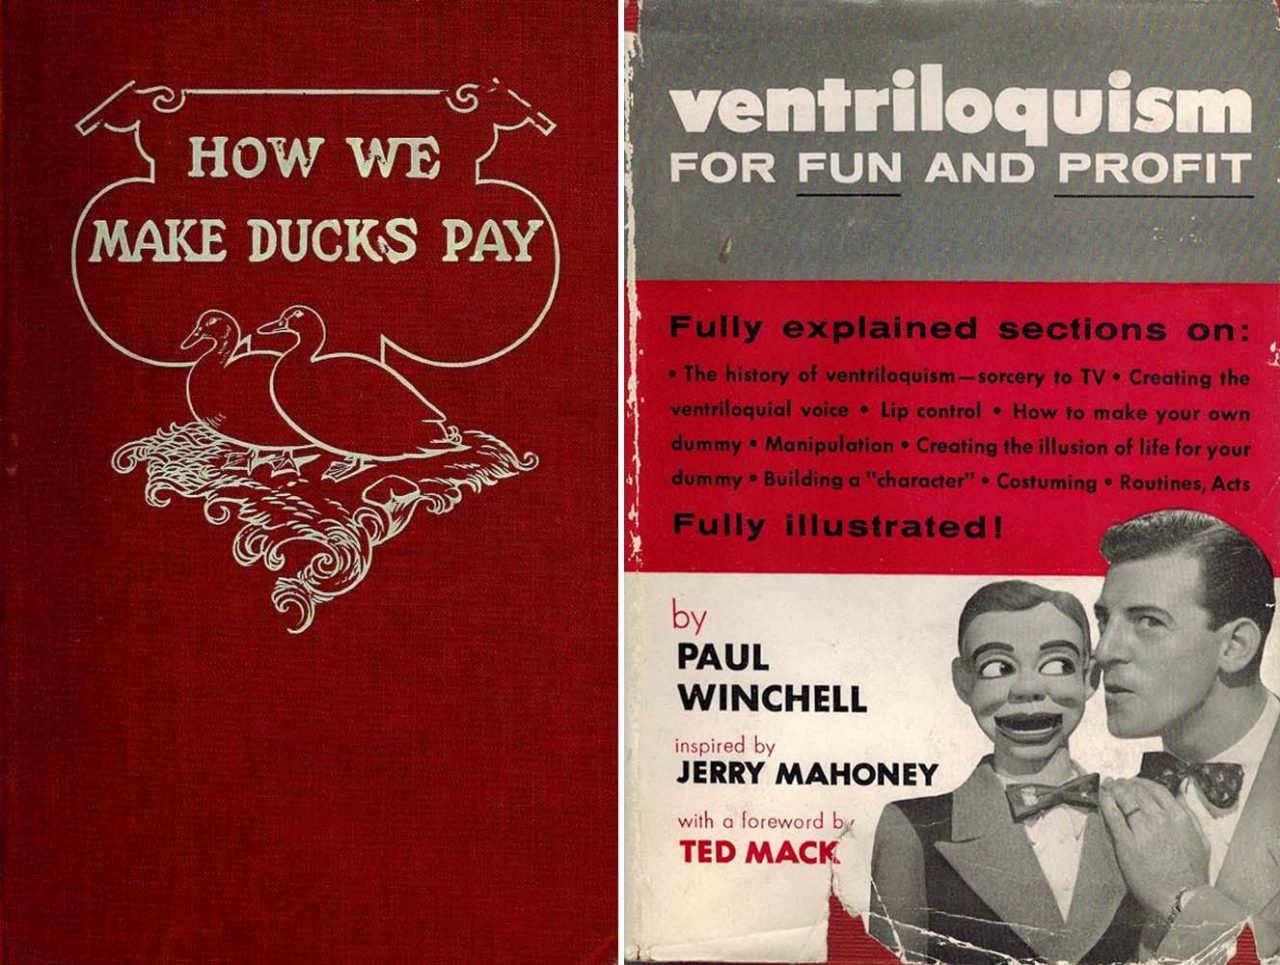 HOW WE
MAKE DUCKS PAY
ventriloquism
FOR FUN AND PROFIT
Fully explained sections on:
• The history of ventriloquism—sorcery to TV • Creating the
ventriloquial voice • Lip control • How to make your own
dummy • Manipulation • Creating the illusion of life for your
dummy • Building a "character" • Costuming • Routines, Acts
Fully illustrated!
by
PAUL
WINCHELL
inspired by
JERRY MAHONEY
with a foreword by
TED MACK